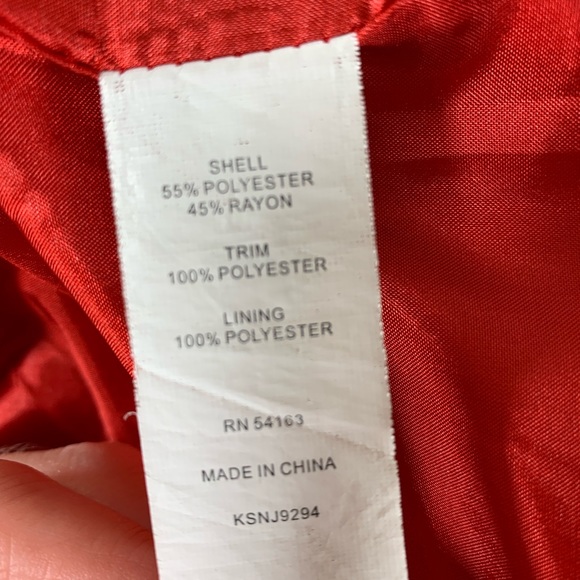 SHELL
55% POLYESTER
45% RAYON
TRIM
100% POLYESTER
LINING
100% POLYESTER
RN 54163
MADE IN CHINA
KSNJ9294